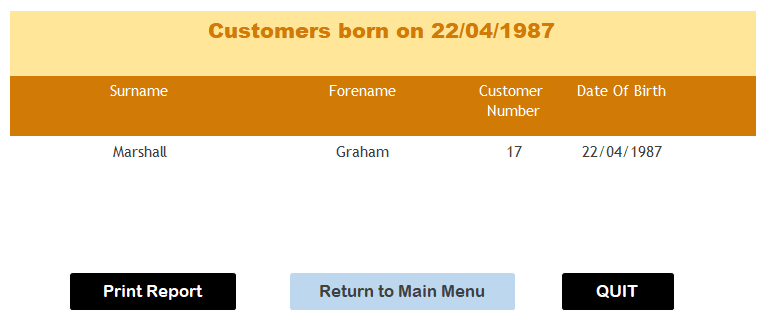 Customers born on 22/04/1987
Surname Forename Customer Number Date Of Birth
Marshall Graham 17 22/04/1987
Print Report Return to Main Menu QUIT